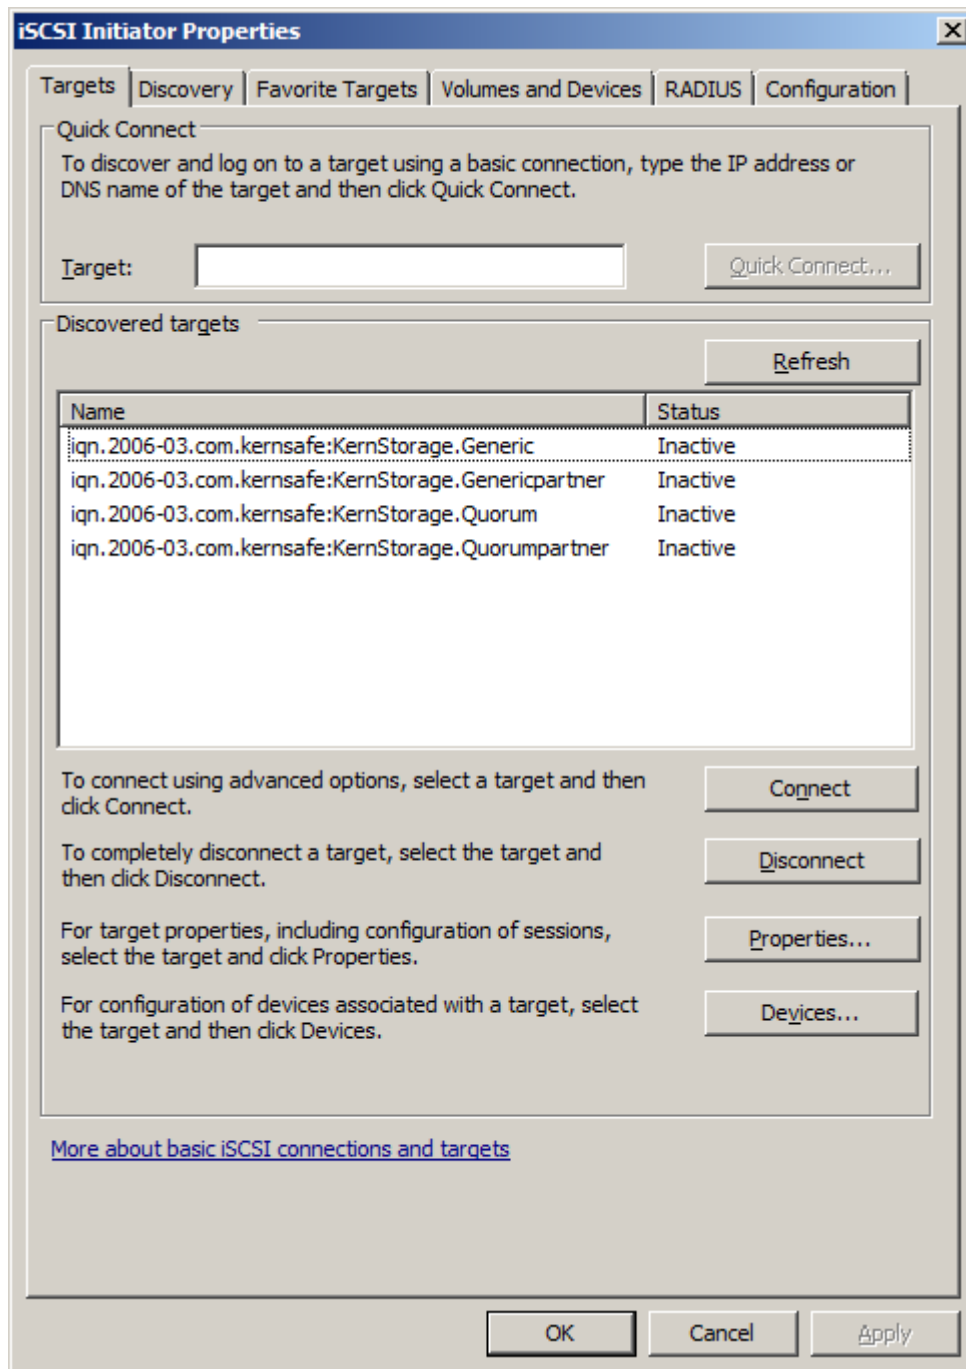 iSCSI Initiator Properties
Targets Discovery Favorite Targets Volumes and Devices RADIUS Configuration
Quick Connect
To discover and log on to a target using a basic connection, type the IP address or
DNS name of the target and then click Quick Connect.
Target:
Quick Connect...
Discovered targets
Refresh
Name Status
iqn.2006-03.com.kernsafe:KernStorage.Generic Inactive
iqn.2006-03.com.kernsafe:KernStorage.Genericpartner Inactive
iqn.2006-03.com.kernsafe:KernStorage.Quorum Inactive
iqn.2006-03.com.kernsafe:KernStorage.Quorumpartner Inactive
To connect using advanced options, select a target and then
click Connect.
Connect
To completely disconnect a target, select the target and
then click Disconnect.
Disconnect
For target properties, including configuration of sessions,
select the target and click Properties.
Properties...
For configuration of devices associated with a target, select
the target and then click Devices.
Devices...
More about basic iSCSI connections and targets
OK Cancel Apply